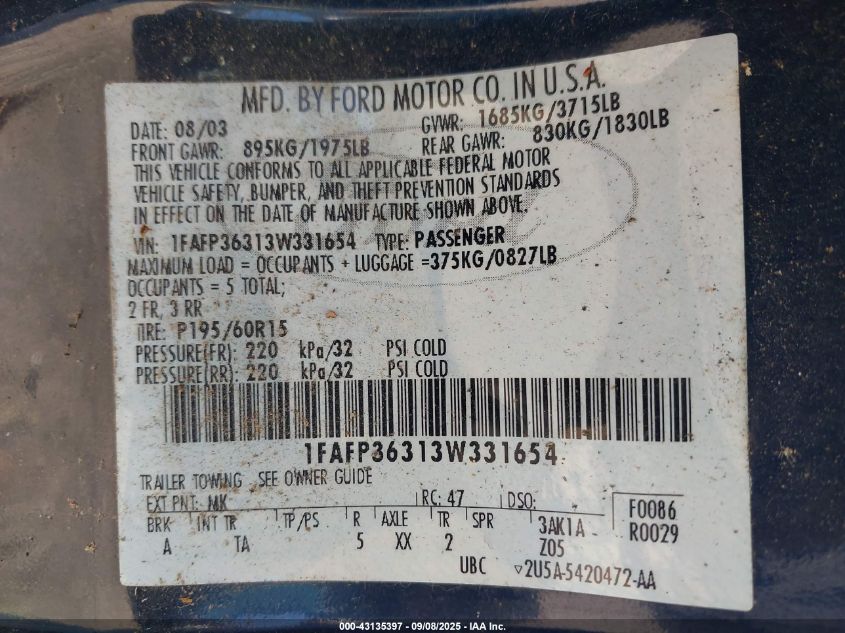 MFD. BY FORD MOTOR CO. IN U.S.A.
DATE: 08/03 GVWR: 1685KG/3715LB
FRONT GAWR: 895KG/1975LB REAR GAWR: 830KG/1830LB
THIS VEHICLE CONFORMS TO ALL APPLICABLE FEDERAL MOTOR
VEHICLE SAFETY, BUMPER, AND THEFT PREVENTION STANDARDS
IN EFFECT ON THE DATE OF MANUFACTURE SHOWN ABOVE.
VIN: 1FAFP36313W331654 TYPE: PASSENGER
MAXIMUM LOAD = OCCUPANTS + LUGGAGE =375KG/0827LB
OCCUPANTS = 5 TOTAL;
2 FR, 3 RR
TIRE: P195/60R15
PRESSURE(FR): 220 kPa/32 PSI COLD
PRESSURE(RR): 220 kPa/32 PSI COLD
1FAFP36313W331654
TRAILER TOWING _ SEE OWNER GUIDE
EXT PNT: MK RC: 47 DSO: F0086
BRK INT TR TP/PS R AXLE TR SPR 3AK1A R0029
A TA 5 XX 2 Z05
UBC ▽2U5A-5420472-AA
000-43135397 - 09/08/2025 - IAA Inc.